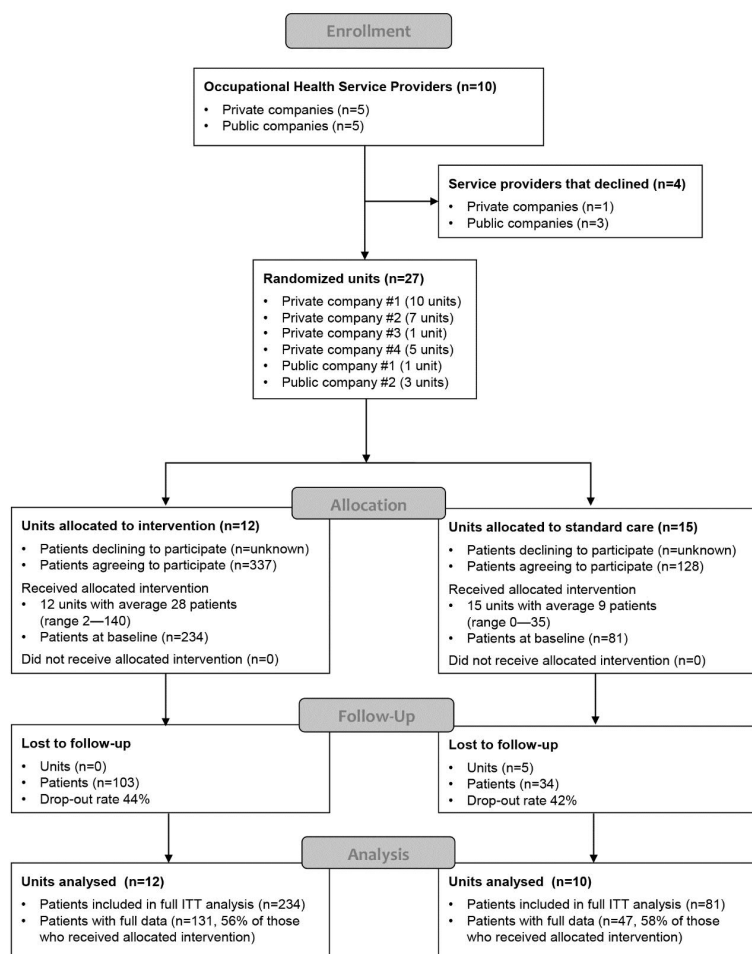 Enrollment
Occupational Health Service Providers (n=10)
• Private companies (n=5)
• Public companies (n=5)
Service providers that declined (n=4)
• Private companies (n=1)
• Public companies (n=3)
Randomized units (n=27)
• Private company #1 (10 units)
• Private company #2 (7 units)
• Private company #3 (1 unit)
• Private company #4 (5 units)
• Public company #1 (1 unit)
• Public company #2 (3 units)
Allocation
Units allocated to intervention (n=12)
• Patients declining to participate (n=unknown)
• Patients agreeing to participate (n=337)
Received allocated intervention
• 12 units with average 28 patients
(range 2—140)
• Patients at baseline (n=234)
Did not receive allocated intervention (n=0)
Units allocated to standard care (n=15)
• Patients declining to participate (n=unknown)
• Patients agreeing to participate (n=128)
Received allocated intervention
• 15 units with average 9 patients
(range 0—35)
• Patients at baseline (n=81)
Did not receive allocated intervention (n=0)
Follow-Up
Lost to follow-up
• Units (n=0)
• Patients (n=103)
• Drop-out rate 44%
Lost to follow-up
• Units (n=5)
• Patients (n=34)
• Drop-out rate 42%
Analysis
Units analysed (n=12)
• Patients included in full ITT analysis (n=234)
• Patients with full data (n=131, 56% of those
who received allocated intervention)
Units analysed (n=10)
• Patients included in full ITT analysis (n=81)
• Patients with full data (n=47, 58% of those
who received allocated intervention)